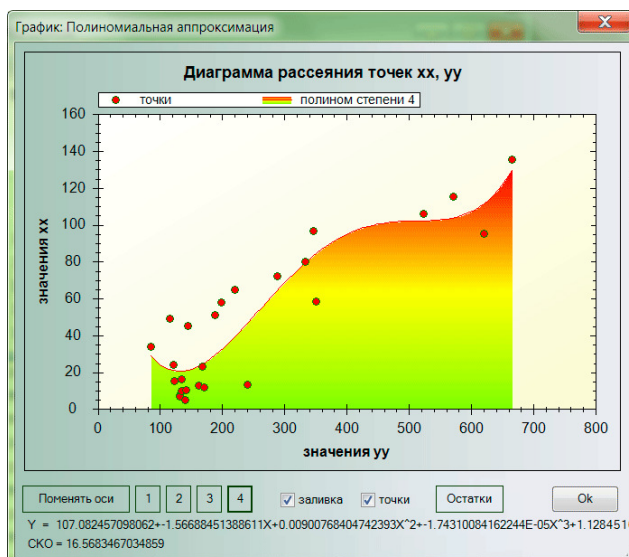 График: Полиномиальная аппроксимация
Диаграмма рассеяния точек xx, yy
точки полином степени 4
160
140
120
100
80
60
40
20
0
значения xx
0 100 200 300 400 500 600 700 800
значения yy
Поменять оси 1 2 3 4 заливка точки Остатки Ok
Y = 107.082457098062+-1.56688451388611X+0.00900768404742393X^2+-1.74310084162244E-05X^3+1.128451
СКО = 16.5683467034859